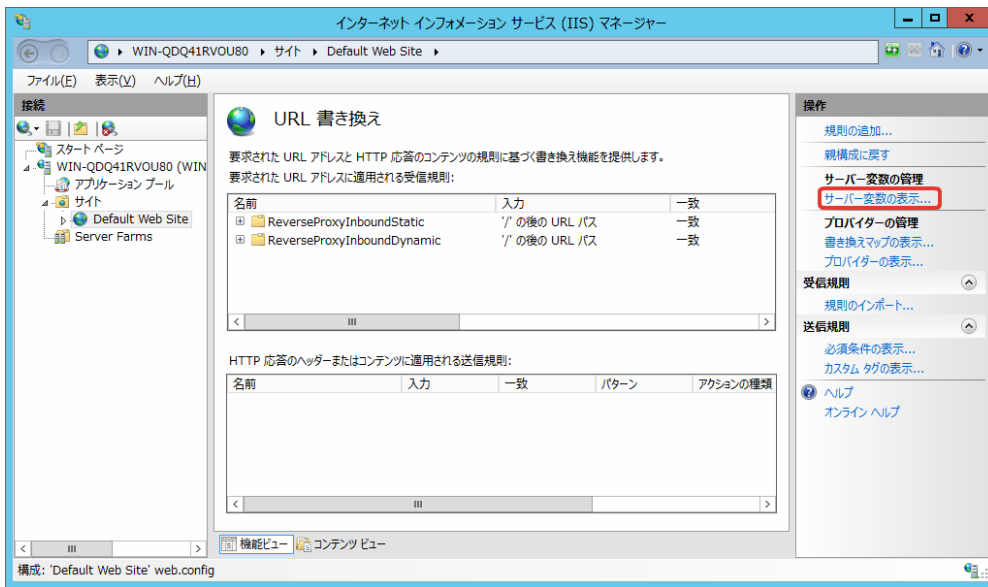 インターネット インフォメーション サービス (IIS) マネージャー
WIN-QDQ41RVOU80 サイト Default Web Site
ファイル(F) 表示(V) ヘルプ(H)
接続
スタート ページ
WIN-QDQ41RVOU80 (WIN
アプリケーション プール
サイト
Default Web Site
Server Farms
URL 書き換え
要求された URL アドレスと HTTP 応答のコンテンツの規則に基づく書き換え機能を提供します。
要求された URL アドレスに適用される受信規則:
名前 入力 一致
ReverseProxyInboundStatic '/' の後の URL パス 一致
ReverseProxyInboundDynamic '/' の後の URL パス 一致
HTTP 応答のヘッダーまたはコンテンツに適用される送信規則:
名前 入力 一致 パターン アクションの種類
機能ビュー コンテンツ ビュー
操作
規則の追加...
親構成に戻す
サーバー変数の管理
サーバー変数の表示...
プロバイダーの管理
書き換えマップの表示...
プロバイダーの表示...
受信規則
規則のインポート...
送信規則
必須条件の表示...
カスタム タグの表示...
ヘルプ
オンライン ヘルプ
構成: 'Default Web Site' web.config